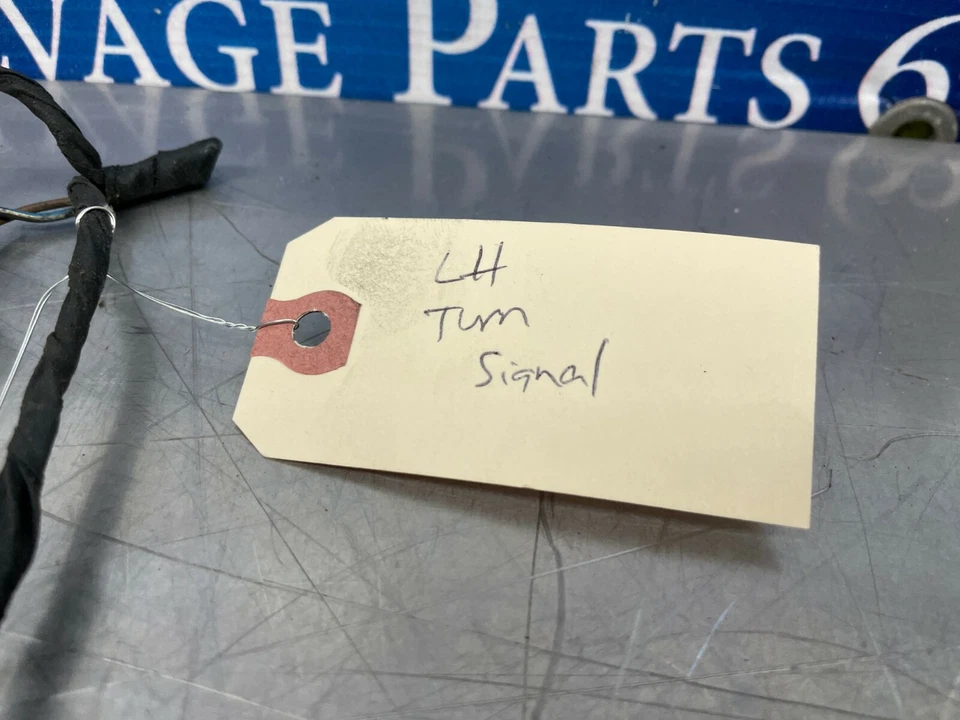 NAGE PARTS 6
LH
Turn
Signal